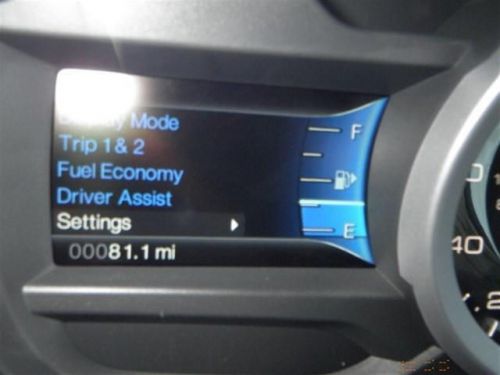 Mode
Trip 1 & 2
Fuel Economy
Driver Assist
Settings
00081.1 mi
F
E
40